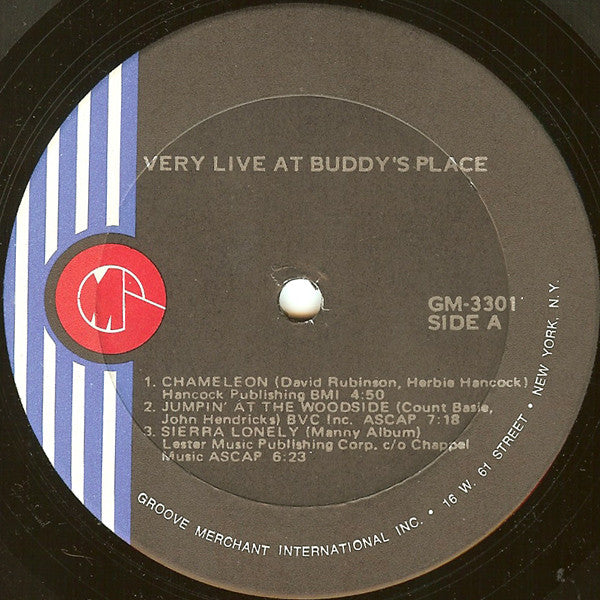 VERY LIVE AT BUDDY'S PLACE
GM-3301
SIDE A
1. CHAMELEON (David Rubinson, Herbie Hancock)
Hancock Publishing BMI 4:50
2. JUMPIN' AT THE WOODSIDE (Count Basie,
John Hendricks) BVC Inc. ASCAP 7:18
3. SIERRA LONELY (Manny Album)
Lester Music Publishing Corp. c/o Chappel
Music ASCAP 6:23
GROOVE MERCHANT INTERNATIONAL INC. • 16 W. 61 STREET • NEW YORK, N.Y.